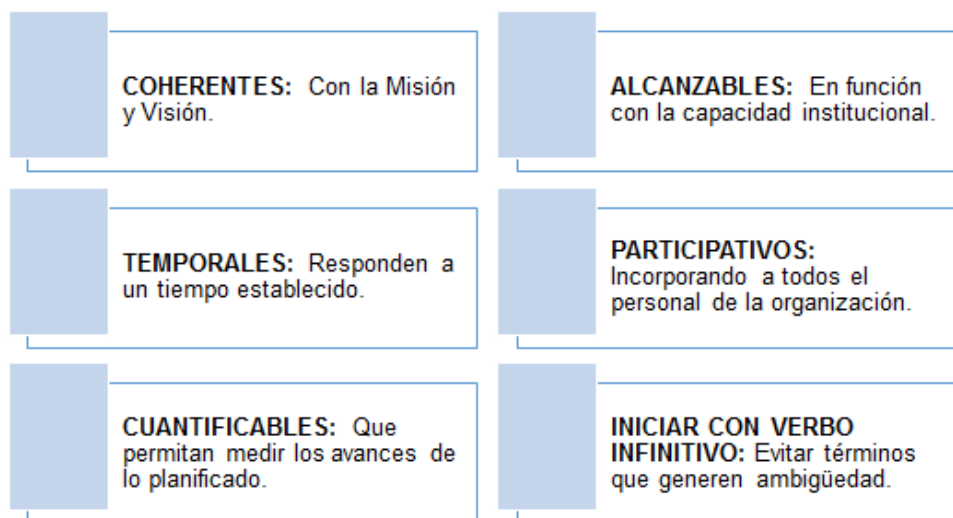 COHERENTES: Con la Misión
y Visión.
ALCANZABLES: En función
con la capacidad institucional.
TEMPORALES: Responden a
un tiempo establecido.
PARTICIPATIVOS:
Incorporando a todos el
personal de la organización.
CUANTIFICABLES: Que
permitan medir los avances de
lo planificado.
INICIAR CON VERBO
INFINITIVO: Evitar términos
que generen ambigüedad.